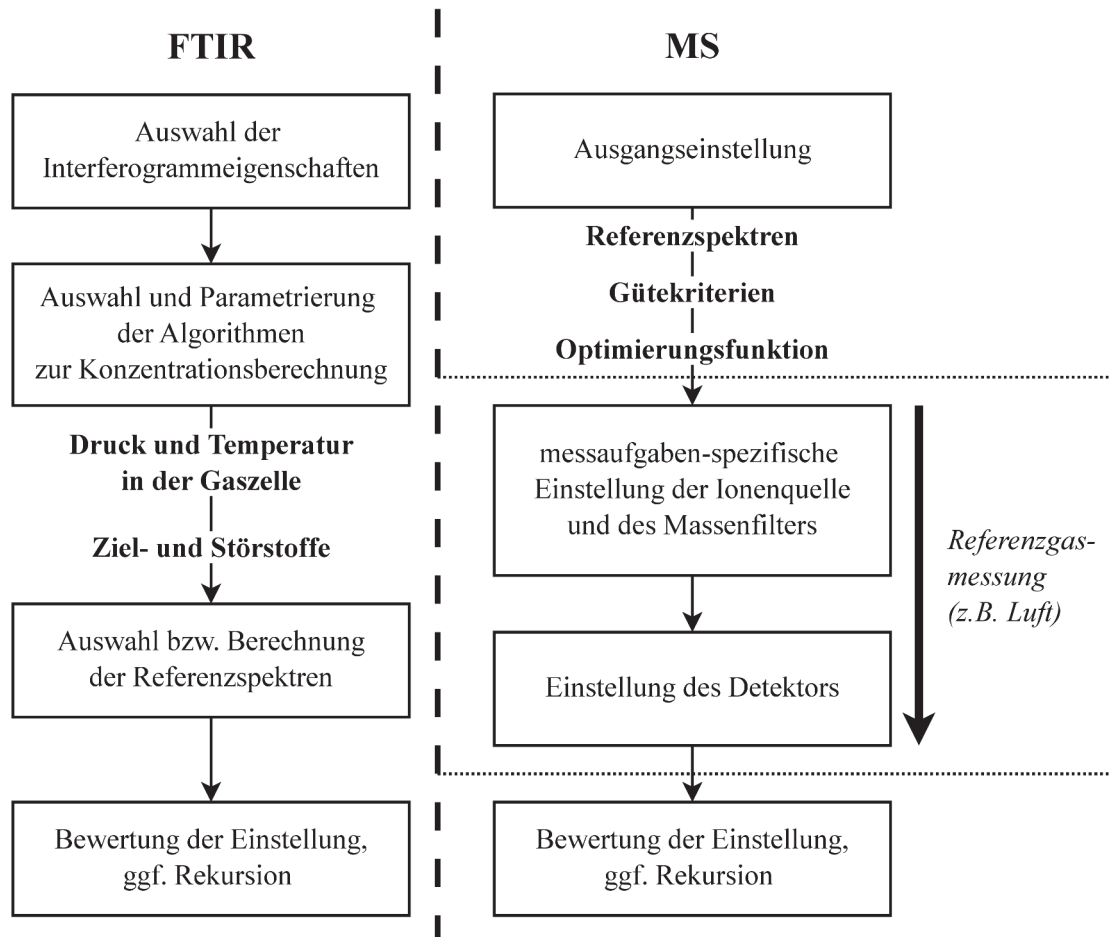 FTIR
Auswahl der
Interferogrammeigenschaften
Auswahl und Parametrierung
der Algorithmen
zur Konzentrationsberechnung
Druck und Temperatur
in der Gaszelle
Ziel- und Störstoffe
Auswahl bzw. Berechnung
der Referenzspektren
Bewertung der Einstellung,
ggf. Rekursion
MS
Ausgangseinstellung
Referenzspektren
Gütekriterien
Optimierungsfunktion
messaufgaben-spezifische
Einstellung der Ionenquelle
und des Massenfilters
Einstellung des Detektors
Referenzgas-
messung
(z.B. Luft)
Bewertung der Einstellung,
ggf. Rekursion